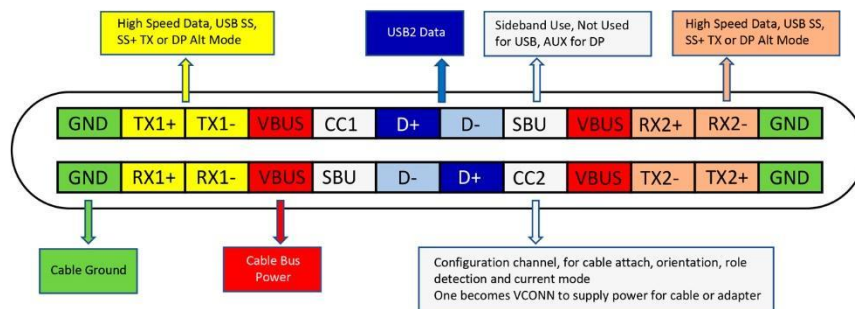 High Speed Data, USB SS,
SS+ TX or DP Alt Mode
USB2 Data
Sideband Use, Not Used
for USB, AUX for DP
High Speed Data, USB SS,
SS+ TX or DP Alt Mode
GND TX1+ TX1- VBUS CC1 D+ D- SBU VBUS RX2+ RX2- GND
GND RX1+ RX1- VBUS SBU D- D+ CC2 VBUS TX2- TX2+ GND
Cable Ground
Cable Bus
Power
Configuration channel, for cable attach, orientation, role
detection and current mode
One becomes VCONN to supply power for cable or adapter